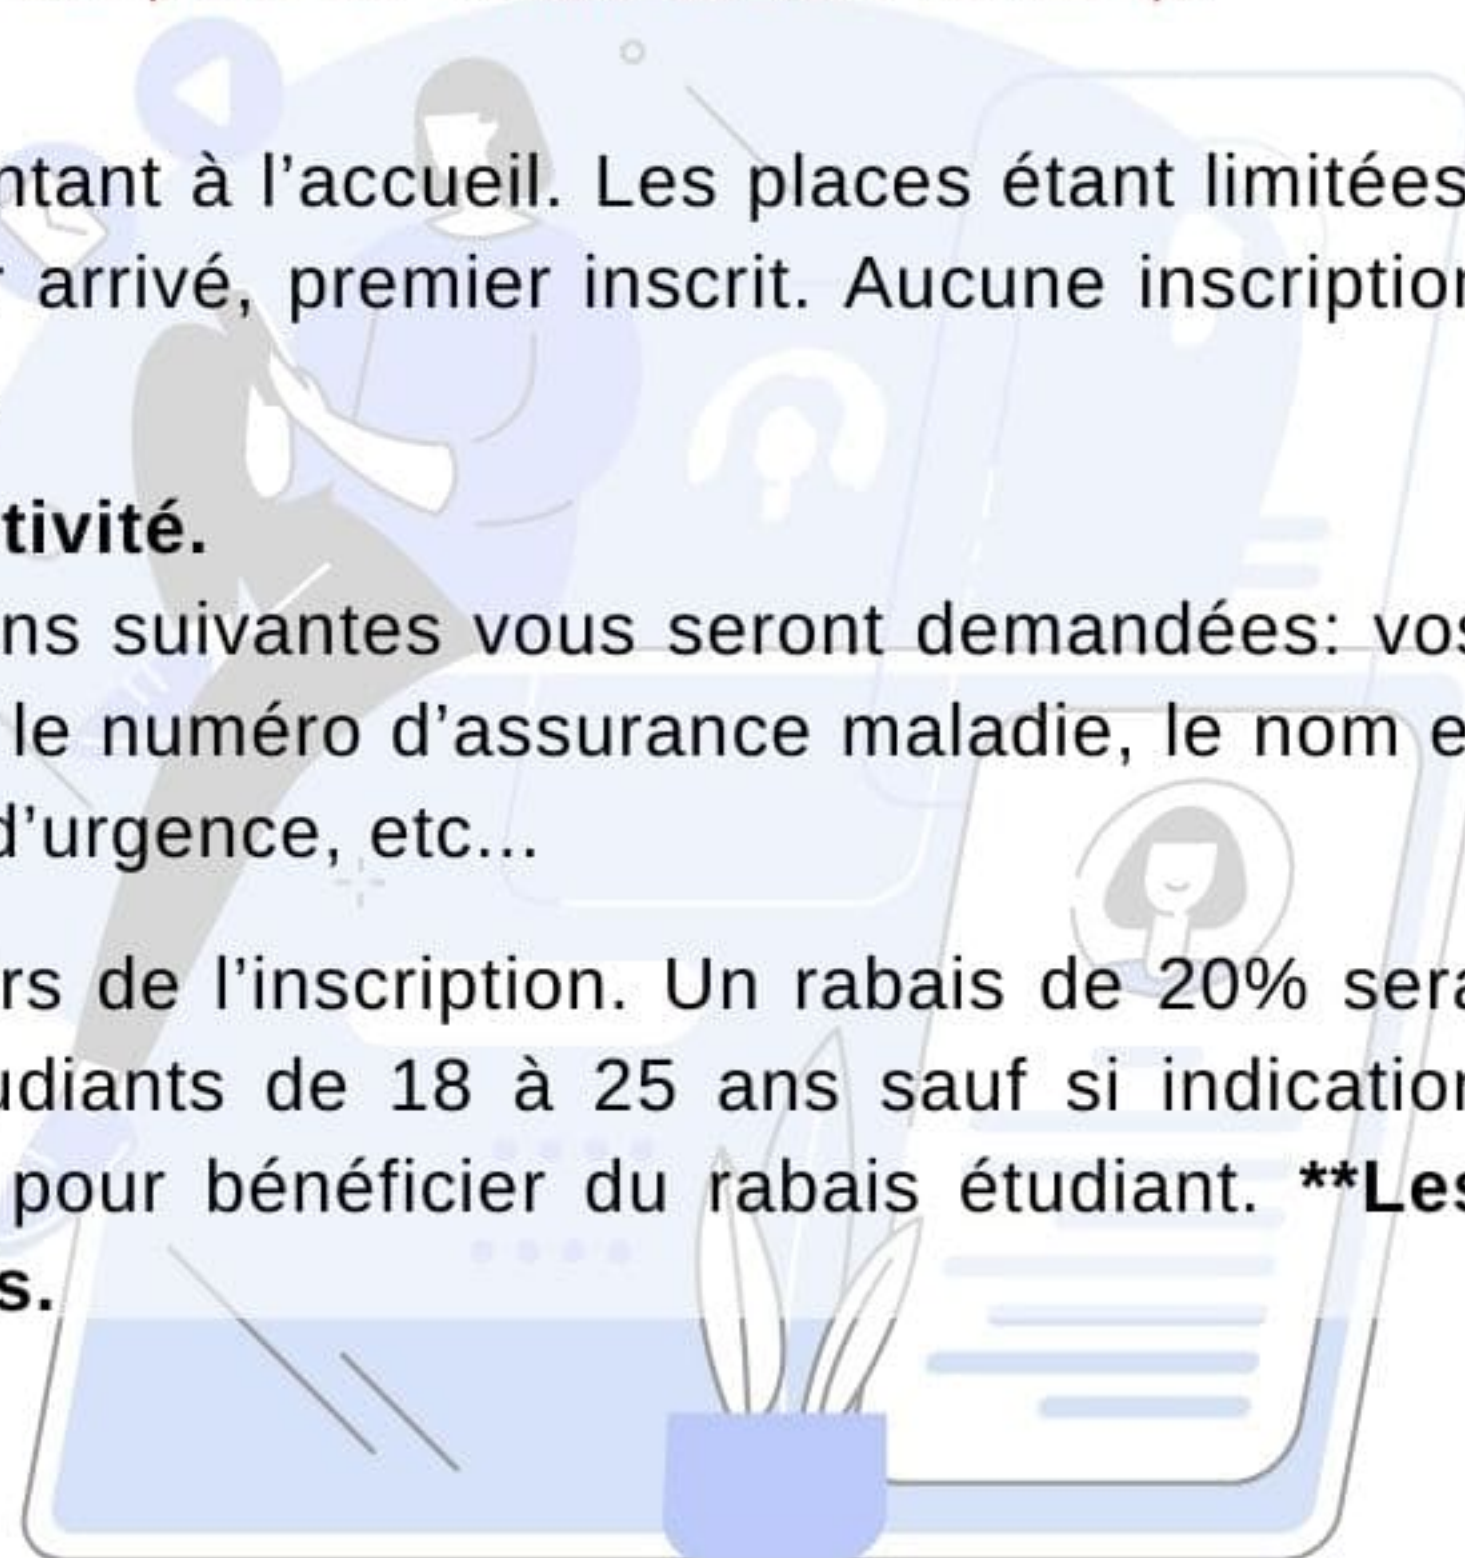 ntant à l’accueil. Les places étant limitées
arrivé, premier inscrit. Aucune inscription
tivité.
ns suivantes vous seront demandées: vos
le numéro d’assurance maladie, le nom e
d’urgence, etc...
rs de l’inscription. Un rabais de 20% sera
udiants de 18 à 25 ans sauf si indication
pour bénéficier du rabais étudiant. **Les
s.